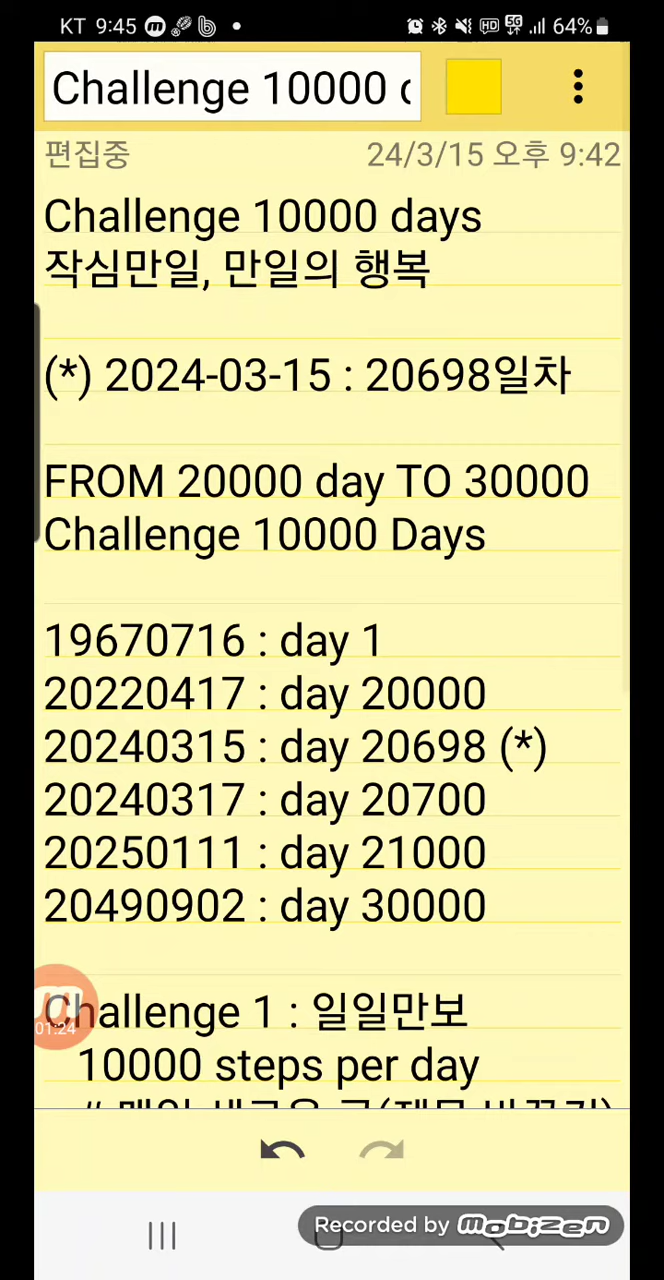 KT 9:45 HD 5G 64%
Challenge 10000
편집중 24/3/15 오후 9:42
Challenge 10000 days
작심만일, 만일의 행복
(*) 2024-03-15 : 20698일차
FROM 20000 day TO 30000
Challenge 10000 Days
19670716 : day 1
20220417 : day 20000
20240315 : day 20698 (*)
20240317 : day 20700
20250111 : day 21000
20490902 : day 30000
Challenge 1 : 일일만보
01:24
10000 steps per day
Recorded by mobizen